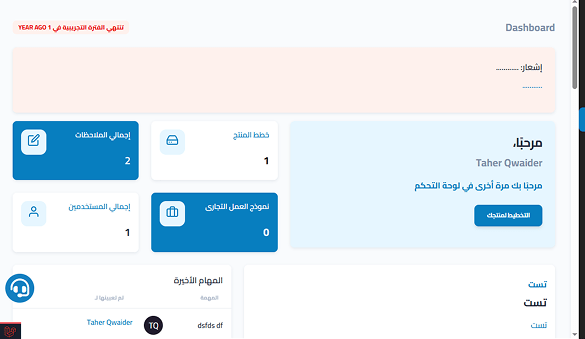 Dashboard
تنتهي الفترة التجريبية في 1 YEAR AGO
إشعار: ...........
..........
مرحبًا،
Taher Qwaider
مرحبًا بك مرة أخرى في لوحة التحكم
التخطيط لمنتجك
خطط المنتج
1
إجمالي الملاحظات
2
نموذج العمل التجاري
0
إجمالي المستخدمين
1
تست
تست
تست
المهام الأخيرة
المهمة
تم تعيينها لـ
dsfds df
TQ
Taher Qwaider